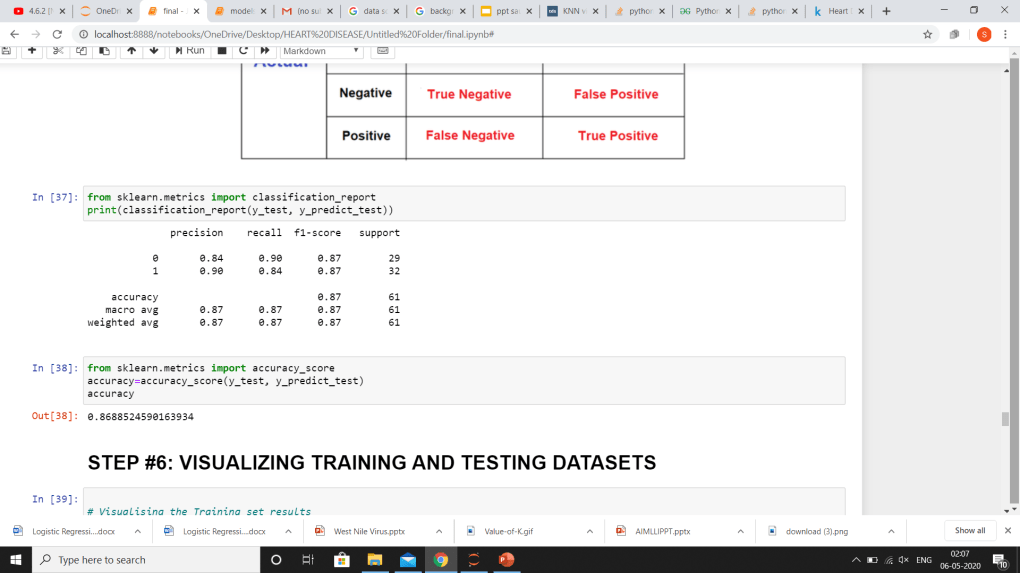 4.6.2 [
OneDr
final -
model
M (no su
data s
backgr
ppt sa
KNN
python
Python
python
Heart
localhost:8888/notebooks/OneDrive/Desktop/HEART%20DISEASE/Untitled%20Folder/final.ipynb#
S
Run
Markdown
Actual
Negative True Negative False Positive
Positive False Negative True Positive
In [37]: from sklearn.metrics import classification_report
print(classification_report(y_test, y_predict_test))
precision recall f1-score support
0 0.84 0.90 0.87 29
1 0.90 0.84 0.87 32
accuracy 0.87 61
macro avg 0.87 0.87 0.87 61
weighted avg 0.87 0.87 0.87 61
In [38]: from sklearn.metrics import accuracy_score
accuracy=accuracy_score(y_test, y_predict_test)
accuracy
Out[38]: 0.8688524590163934
STEP #6: VISUALIZING TRAINING AND TESTING DATASETS
In [39]:
# Visualising the Training set results
Logistic Regressi....docx
Logistic Regressi....docx
West Nile Virus.pptx
Value-of-K.gif
AIMLLIPPT.pptx
download (3).png
Show all
Type here to search
ENG
02:07
06-05-2020
10